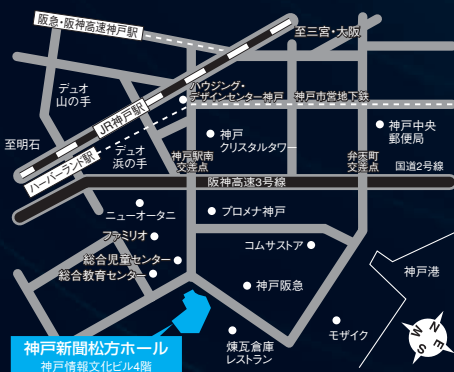 阪急・阪神高速神戸駅
至三宮・大阪
デュオ
山の手
ハウジング・
デザインセンター神戸
神戸市営地下鉄
JR神戸駅
神戸
クリスタルタワー
神戸中央
郵便局
至明石
デュオ
浜の手
ハーバーランド駅
神戸駅南
交差点
弁天町
交差点
国道2号線
阪神高速3号線
ニューオータニ
プロメナ神戸
ファミリオ
コムサストア
総合児童センター
総合教育センター
神戸阪急
神戸港
神戸新聞松方ホール
神戸情報文化ビル4階
煉瓦倉庫
レストラン
モザイク
N
E
W
S